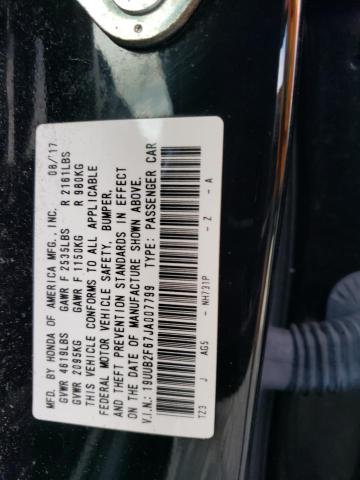 MFD. BY HONDA OF AMERICA MFG., INC. 08/'17
GVWR 4619LBS GAWR F 2535LBS R 2161LBS
GVWR 2095KG GAWR F 1150KG R 980KG
THIS VEHICLE CONFORMS TO ALL APPLICABLE
FEDERAL MOTOR VEHICLE SAFETY, BUMPER,
AND THEFT PREVENTION STANDARDS IN EFFECT
ON THE DATE OF MANUFACTURE SHOWN ABOVE.
V.I.N.: 19UUB2F67JA007799 TYPE: PASSENGER CAR
TZ3 J AG5 - NH731P - Z - A